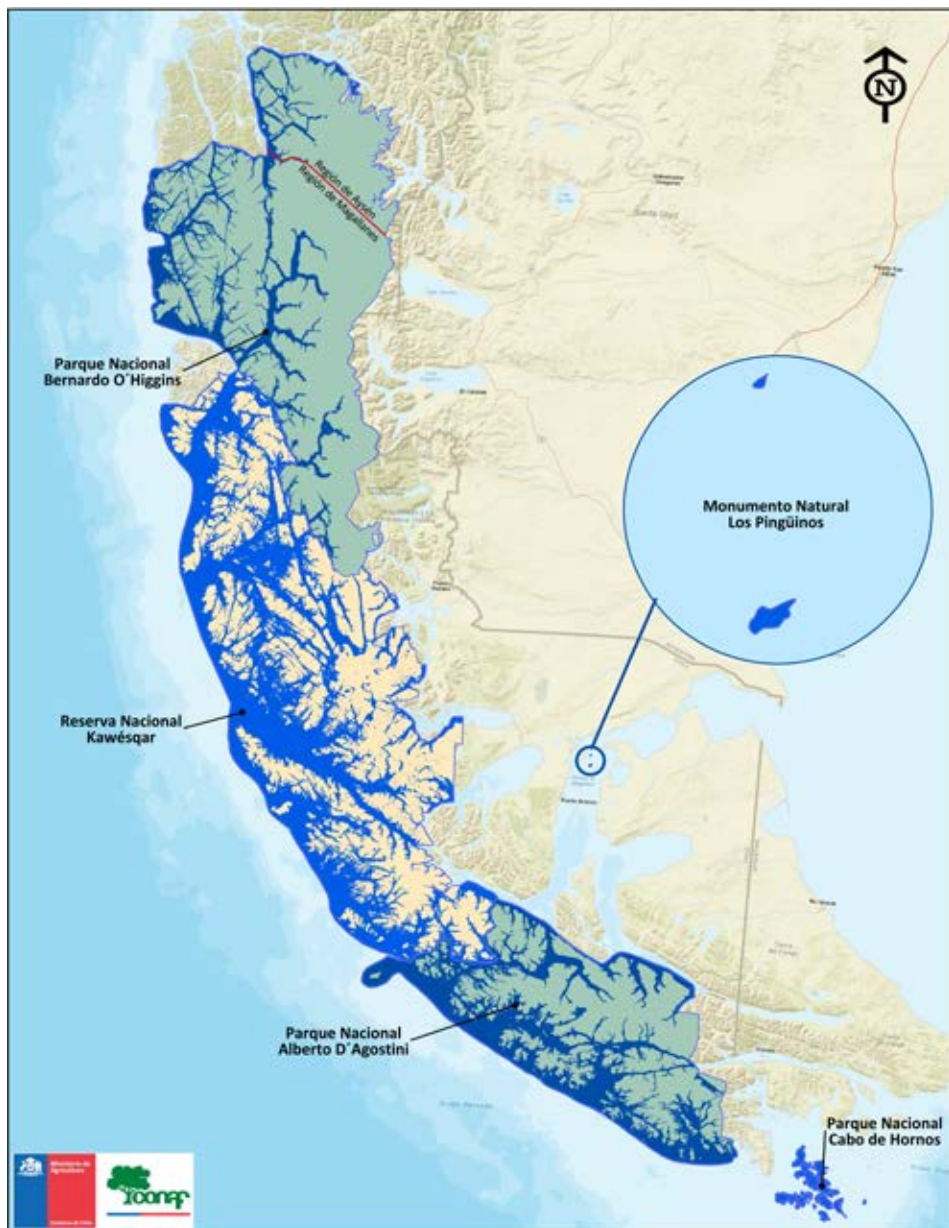 N
Región de Aysén
Región de Magallanes
Parque Nacional
Bernardo O´Higgins
Monumento Natural
Los Pingüinos
Reserva Nacional
Kawésqar
Parque Nacional
Alberto D´Agostini
Parque Nacional
Cabo de Hornos
Ministerio de
Agricultura
Gobierno de Chile
conaf